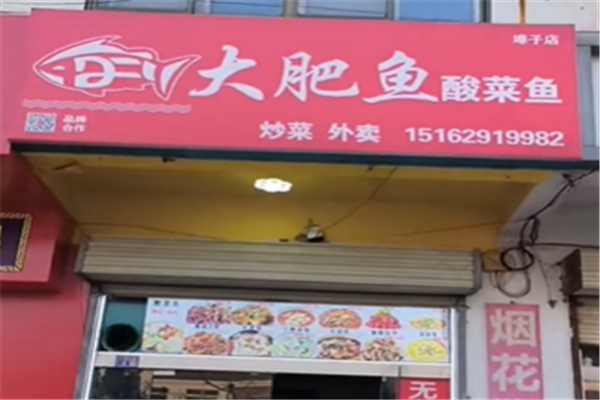 埠子店
大肥鱼 酸菜鱼
品牌
合作
炒菜 外卖 15162919982
烟花
无